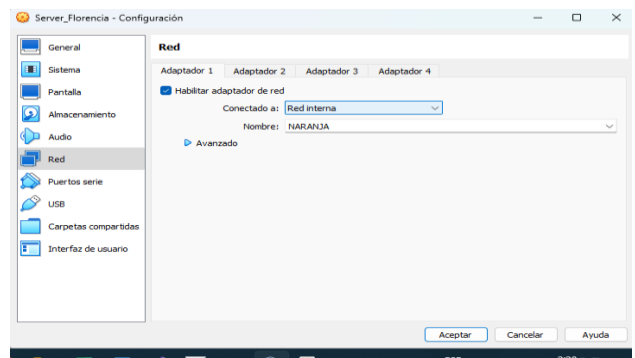 Server_Florencia - Configuración
General
Sistema
Pantalla
Almacenamiento
Audio
Red
Puertos serie
USB
Carpetas compartidas
Interfaz de usuario
Red
Adaptador 1 Adaptador 2 Adaptador 3 Adaptador 4
Habilitar adaptador de red
Conectado a: Red interna
Nombre: NARANJA
Avanzado
Aceptar Cancelar Ayuda